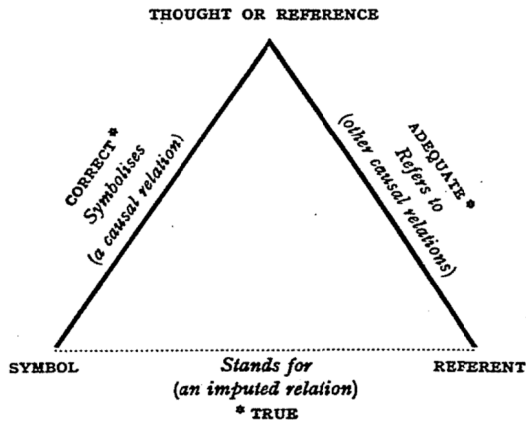 THOUGHT OR REFERENCE
CORRECT*
Symbolises
(a causal relation)
ADEQUATE*
Refers to
(other causal relations)
SYMBOL
Stands for
REFERENT
(an imputed relation)
* TRUE